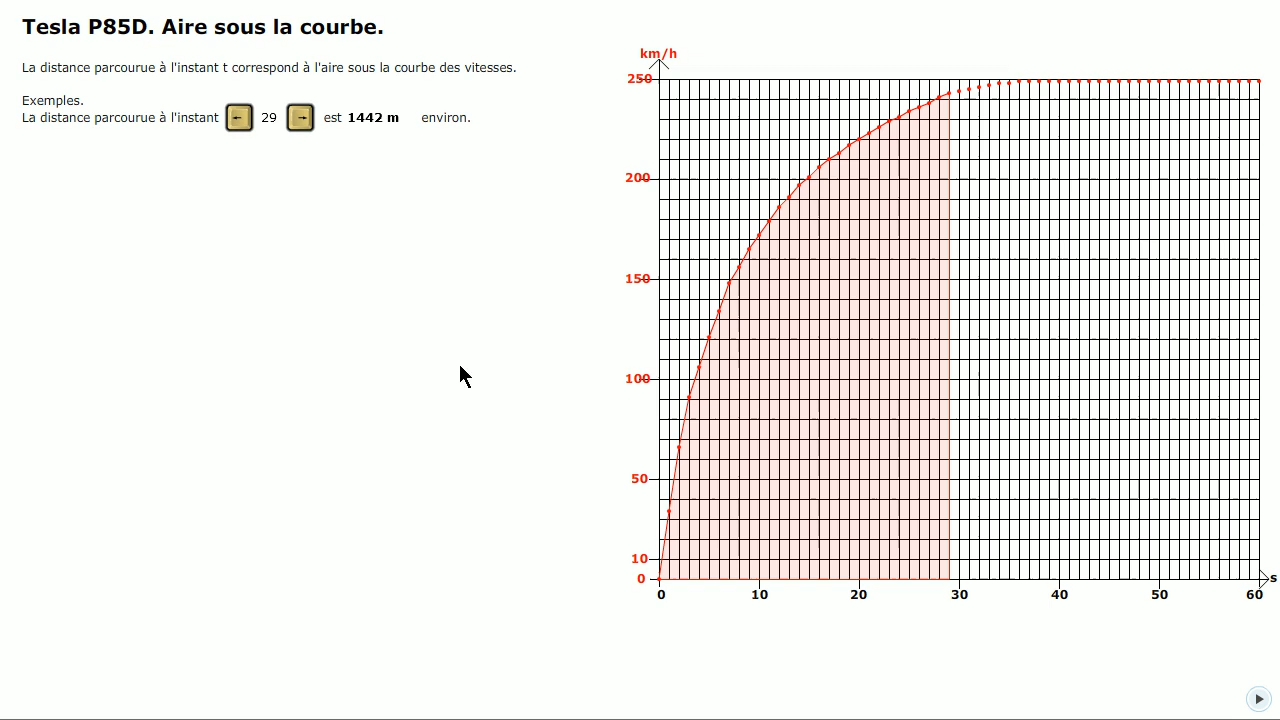 Tesla P85D. Aire sous la courbe.
La distance parcourue à l'instant t correspond à l'aire sous la courbe des vitesses.
Exemples.
La distance parcourue à l'instant ← 29 → est 1442 m environ.
km/h
250
200
150
100
50
10
0
0 10 20 30 40 50 60
s